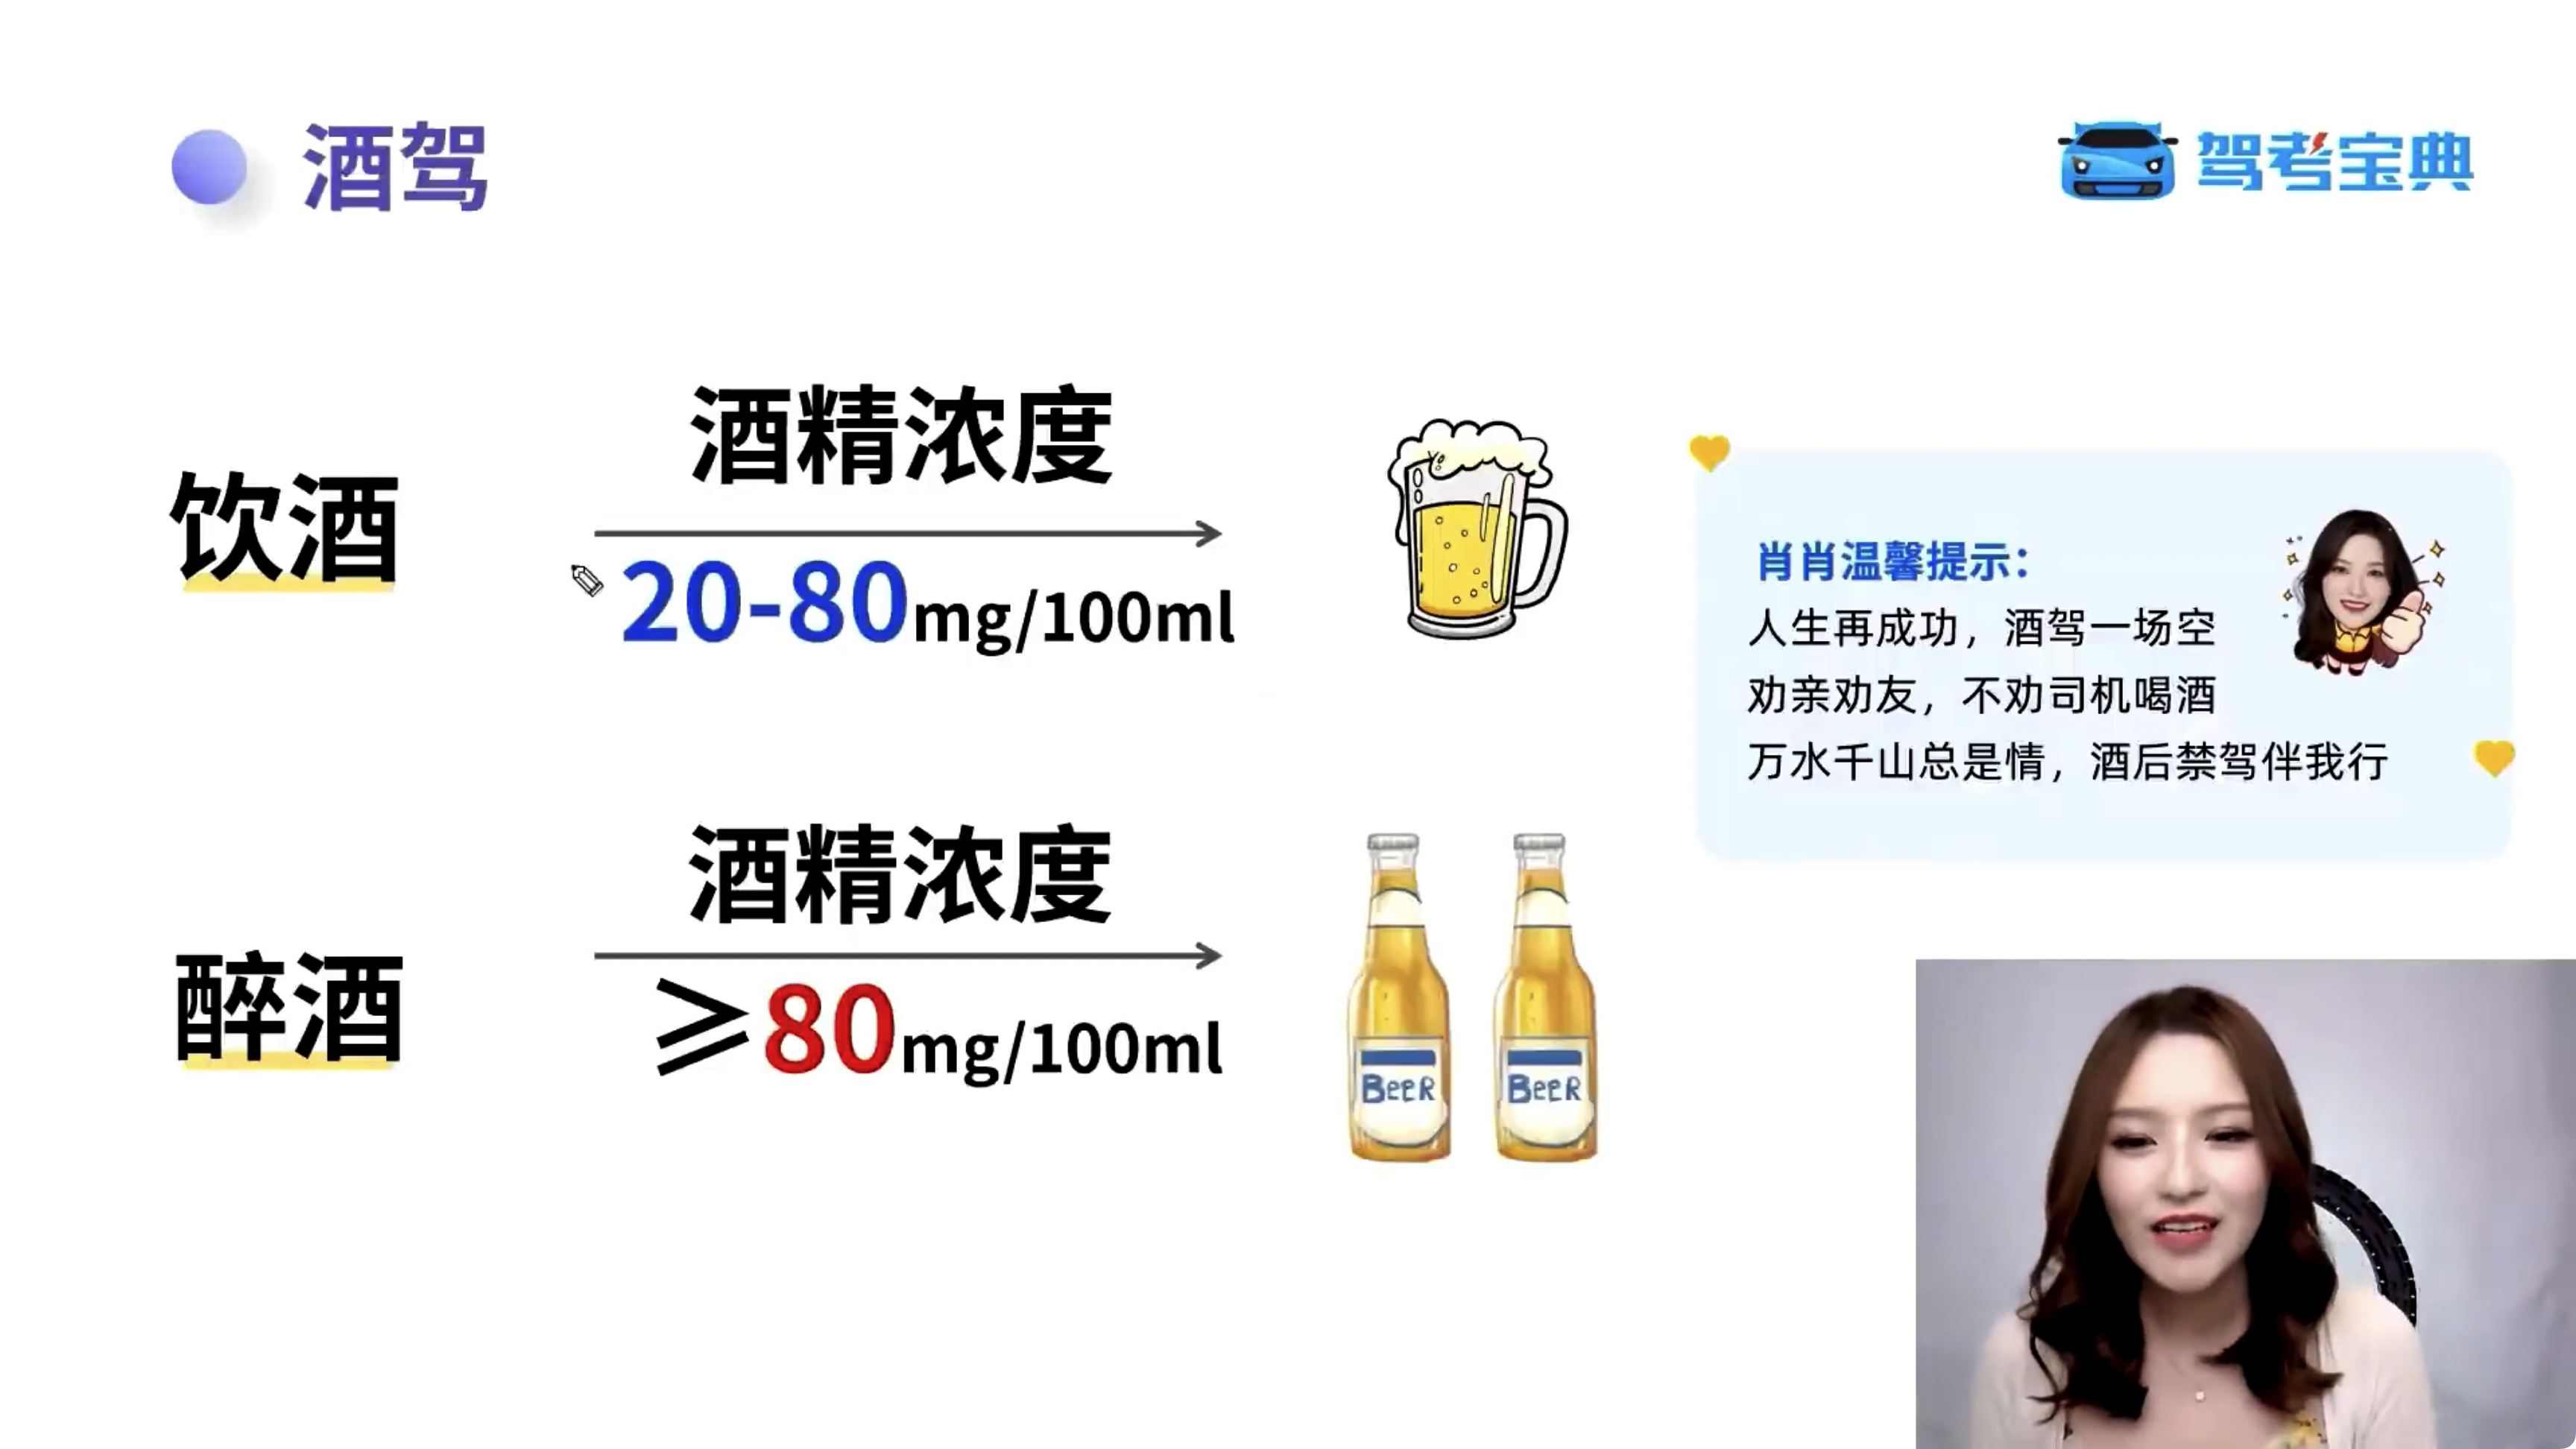 酒驾
驾考宝典
饮酒
酒精浓度
20-80mg/100ml
肖肖温馨提示：
人生再成功，酒驾一场空
劝亲劝友，不劝司机喝酒
万水千山总是情，酒后禁驾伴我行
醉酒
酒精浓度
≥80mg/100ml
BEER
BEER